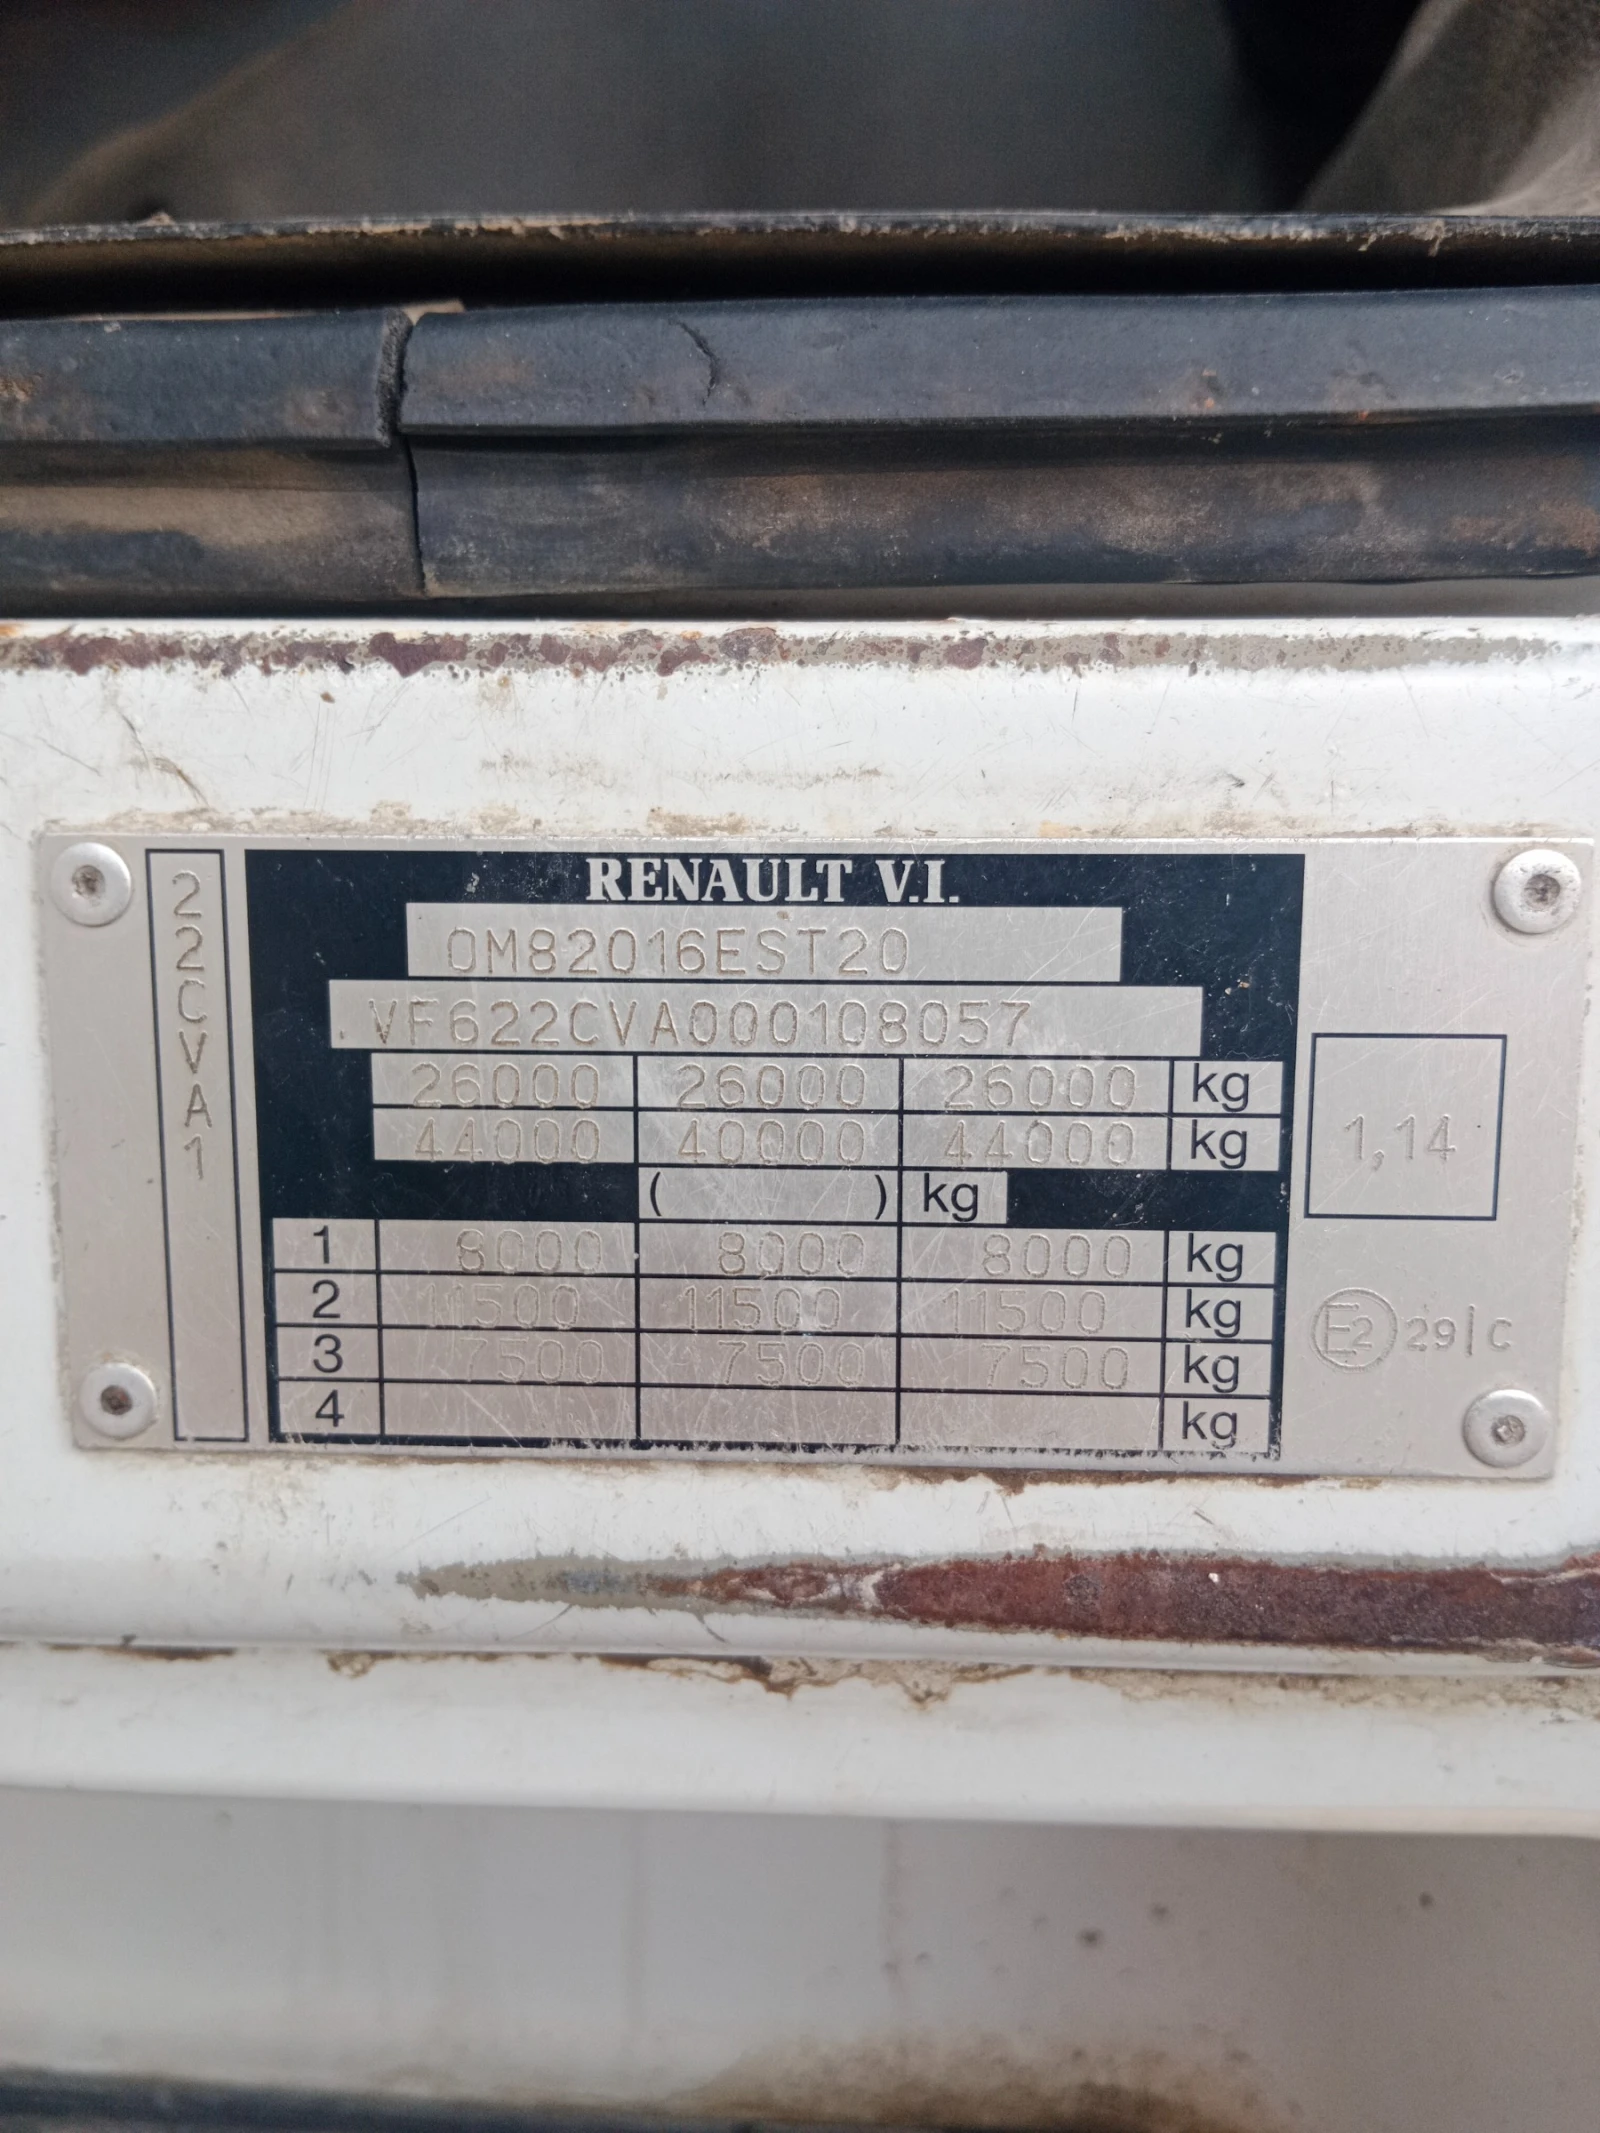 22CVA1
RENAULT V.I.
OM82016EST20
VF622CVA000108057
26000 26000 26000 kg
44000 40000 44000 kg
( ) kg
1 8000 8000 8000 kg
2 11500 11500 11500 kg
3 7500 7500 7500 kg
4 kg
1,14
E2 29|C